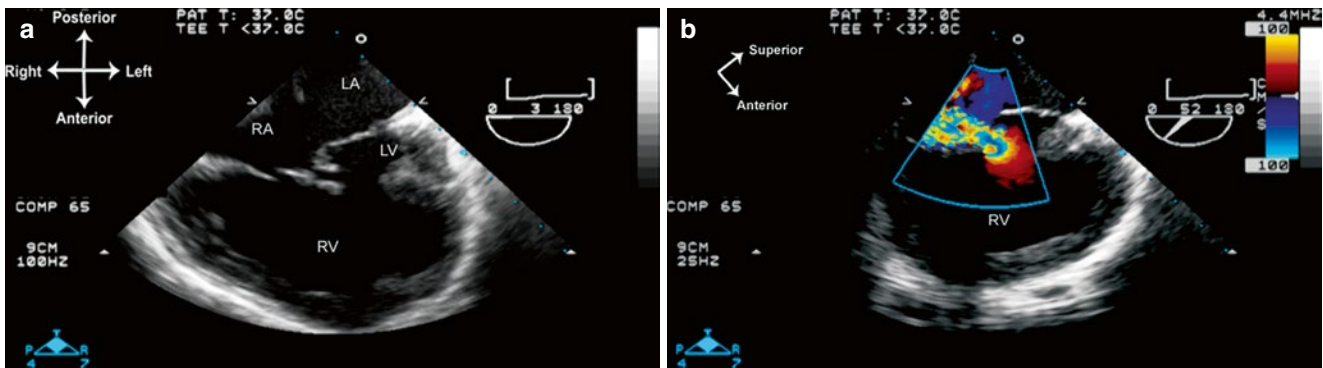 a
PAT T: 37.0C
TEE T <37.0C
Posterior
Right
Left
Anterior
LA
RA
LV
RV
0 3 180
COMP 65
9CM
100HZ
T
P R
4 7
b
PAT T: 37.0C
TEE T <37.0C
4.4MHZ
100
Superior
Anterior
0 52 180
C
M
/
S
100
COMP 65
RV
9CM
25HZ
T
P R
4 7